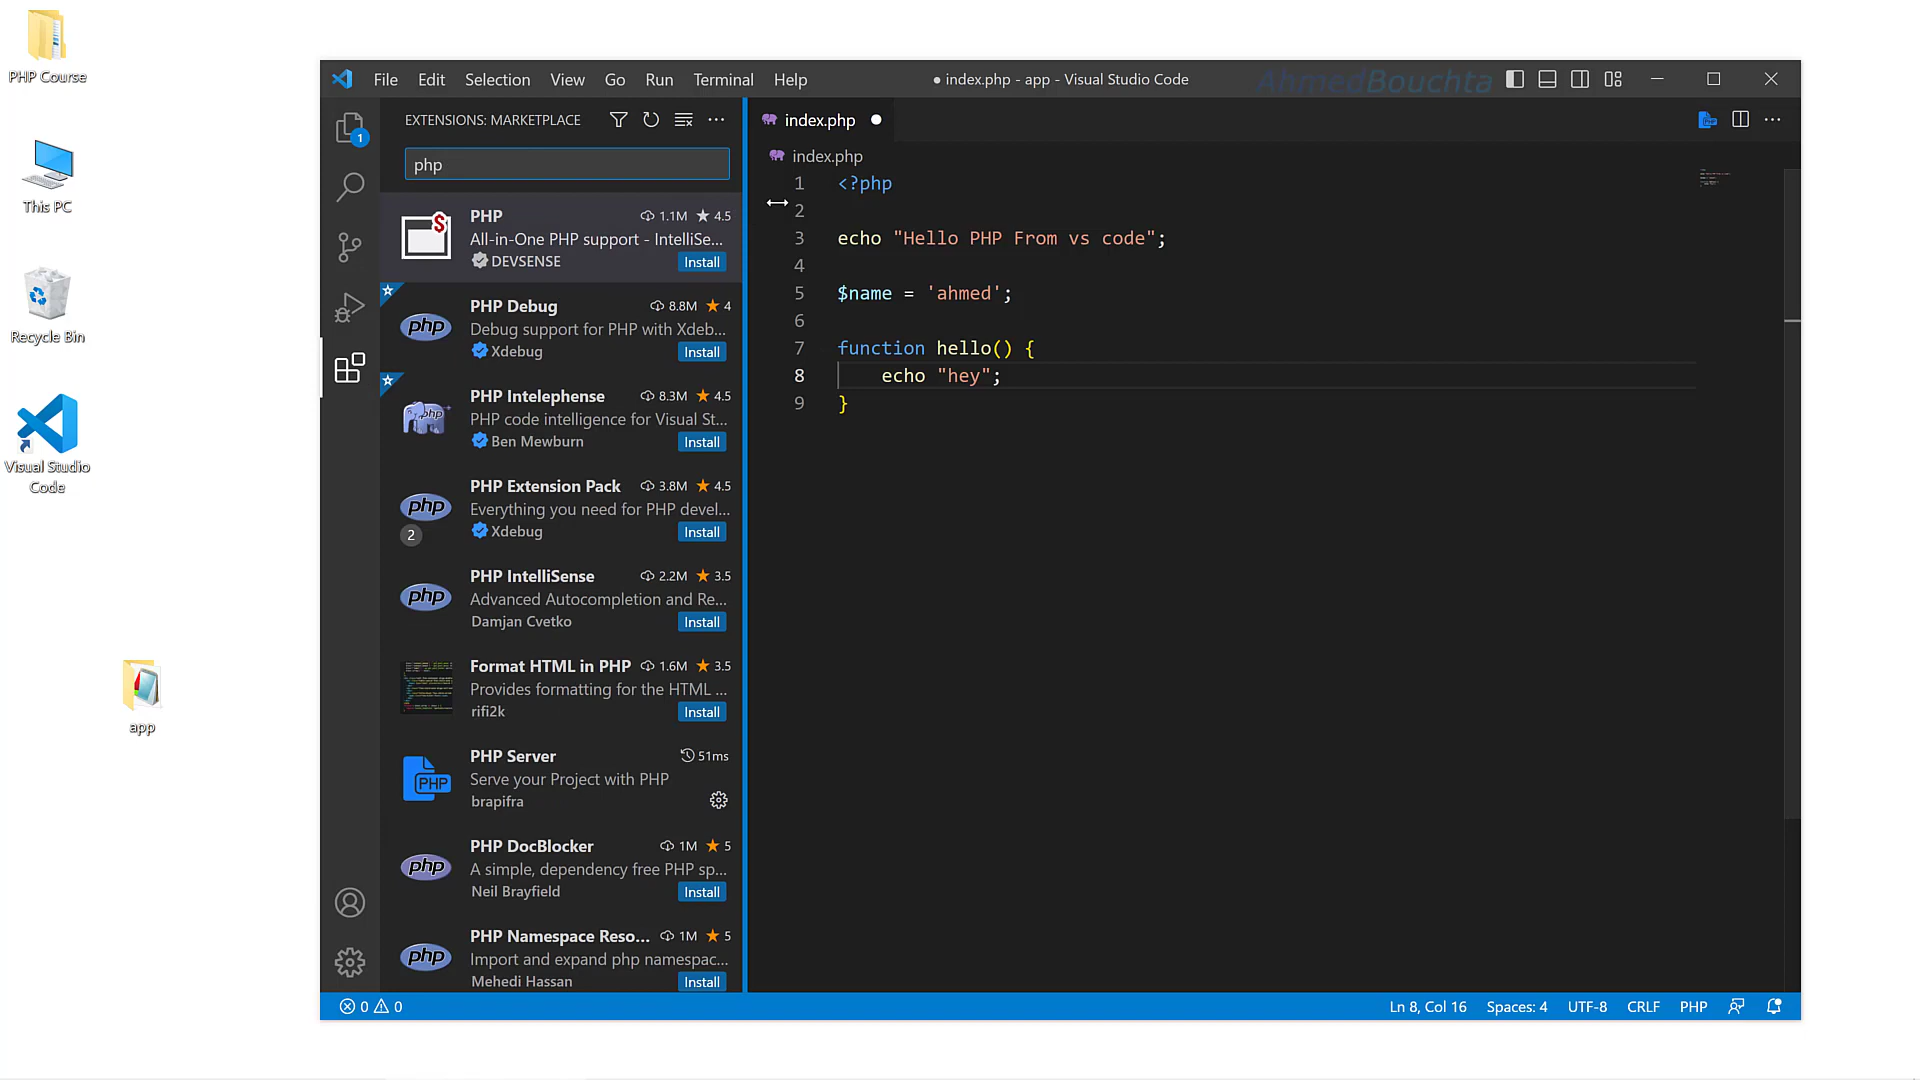 PHP Course
This PC
Recycle Bin
Visual Studio
Code
app
File Edit Selection View Go Run Terminal Help
● index.php - app - Visual Studio Code
AhmedBouchta
1
EXTENSIONS: MARKETPLACE
php
PHP 1.1M ★ 4.5
All-in-One PHP support - IntelliSe...
DEVSENSE Install
PHP Debug 8.8M ★ 4
php
Debug support for PHP with Xdeb...
Xdebug Install
PHP Intelephense 8.3M ★ 4.5
php
PHP code intelligence for Visual St...
Ben Mewburn Install
PHP Extension Pack 3.8M ★ 4.5
php
Everything you need for PHP devel...
2 Xdebug Install
PHP IntelliSense 2.2M ★ 3.5
php
Advanced Autocompletion and Re...
Damjan Cvetko Install
Format HTML in PHP 1.6M ★ 3.5
Provides formatting for the HTML ...
rifi2k Install
PHP Server 51ms
PHP
Serve your Project with PHP
brapifra
PHP DocBlocker 1M ★ 5
php
A simple, dependency free PHP sp...
Neil Brayfield Install
PHP Namespace Reso... 1M ★ 5
php
Import and expand php namespac...
Mehedi Hassan Install
index.php ●
index.php
1 <?php
2
3 echo "Hello PHP From vs code";
4
5 $name = 'ahmed';
6
7 function hello() {
8 echo "hey";
9 }
0 0
Ln 8, Col 16 Spaces: 4 UTF-8 CRLF PHP